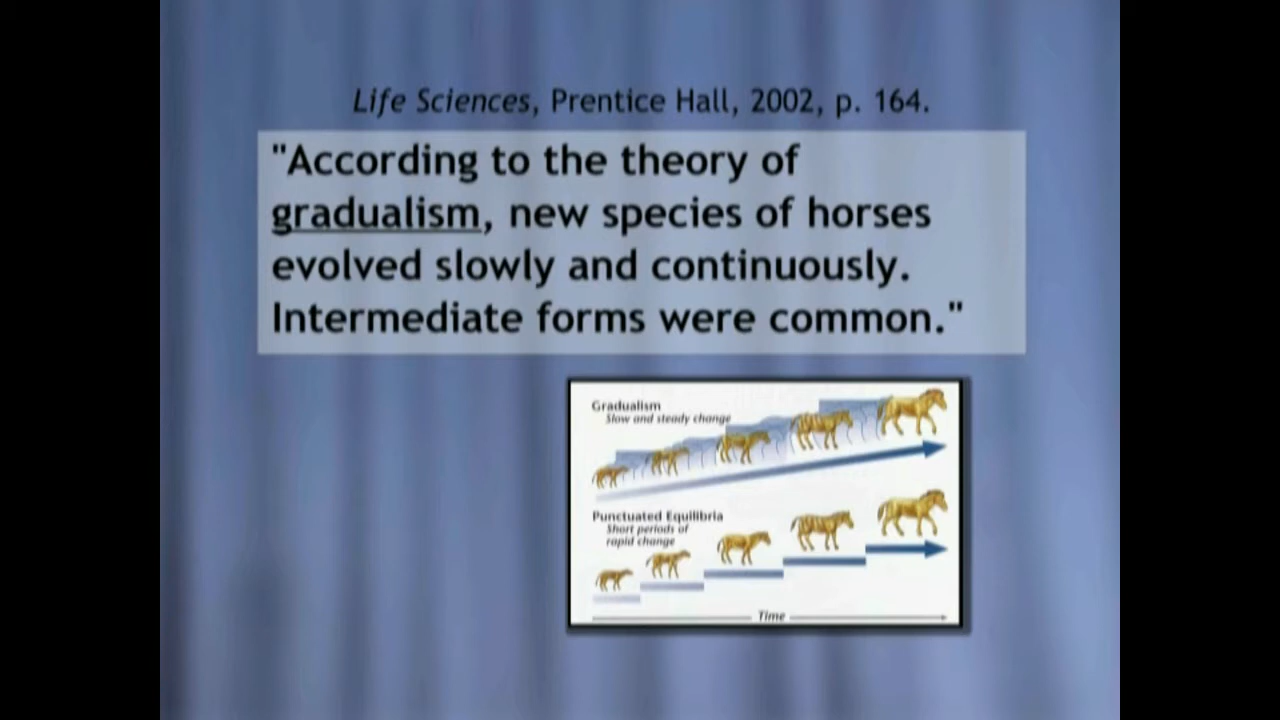 Life Sciences, Prentice Hall, 2002, p. 164.
"According to the theory of
gradualism, new species of horses
evolved slowly and continuously.
Intermediate forms were common."
Gradualism
Slow and steady change
Punctuated Equilibria
Short periods of
rapid change
Time